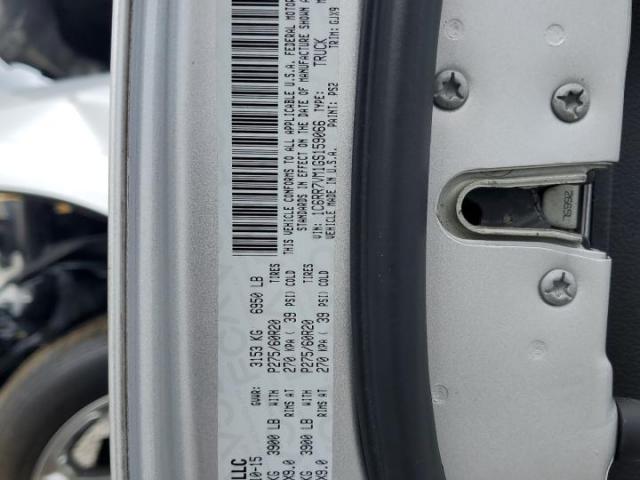 LLC
10-15
GVWR: 3153 KG 6950 LB
KG 3900 LB WITH P275/60R20 TIRES
X9.0 RIMS AT 270 KPA ( 39 PSI) COLD
KG 3900 LB WITH P275/60R20 TIRES
X9.0 RIMS AT 270 KPA ( 39 PSI) COLD
THIS VEHICLE CONFORMS TO ALL APPLICABLE U.S.A. FEDERAL MOTOR
STANDARDS IN EFFECT ON THE DATE OF MANUFACTURE SHOWN A
VIN: 1C6RR7VM1GS159066 TYPE: TRUCK
VEHICLE MADE IN U.S.A. PAINT: PS2 TRIM: GJX9